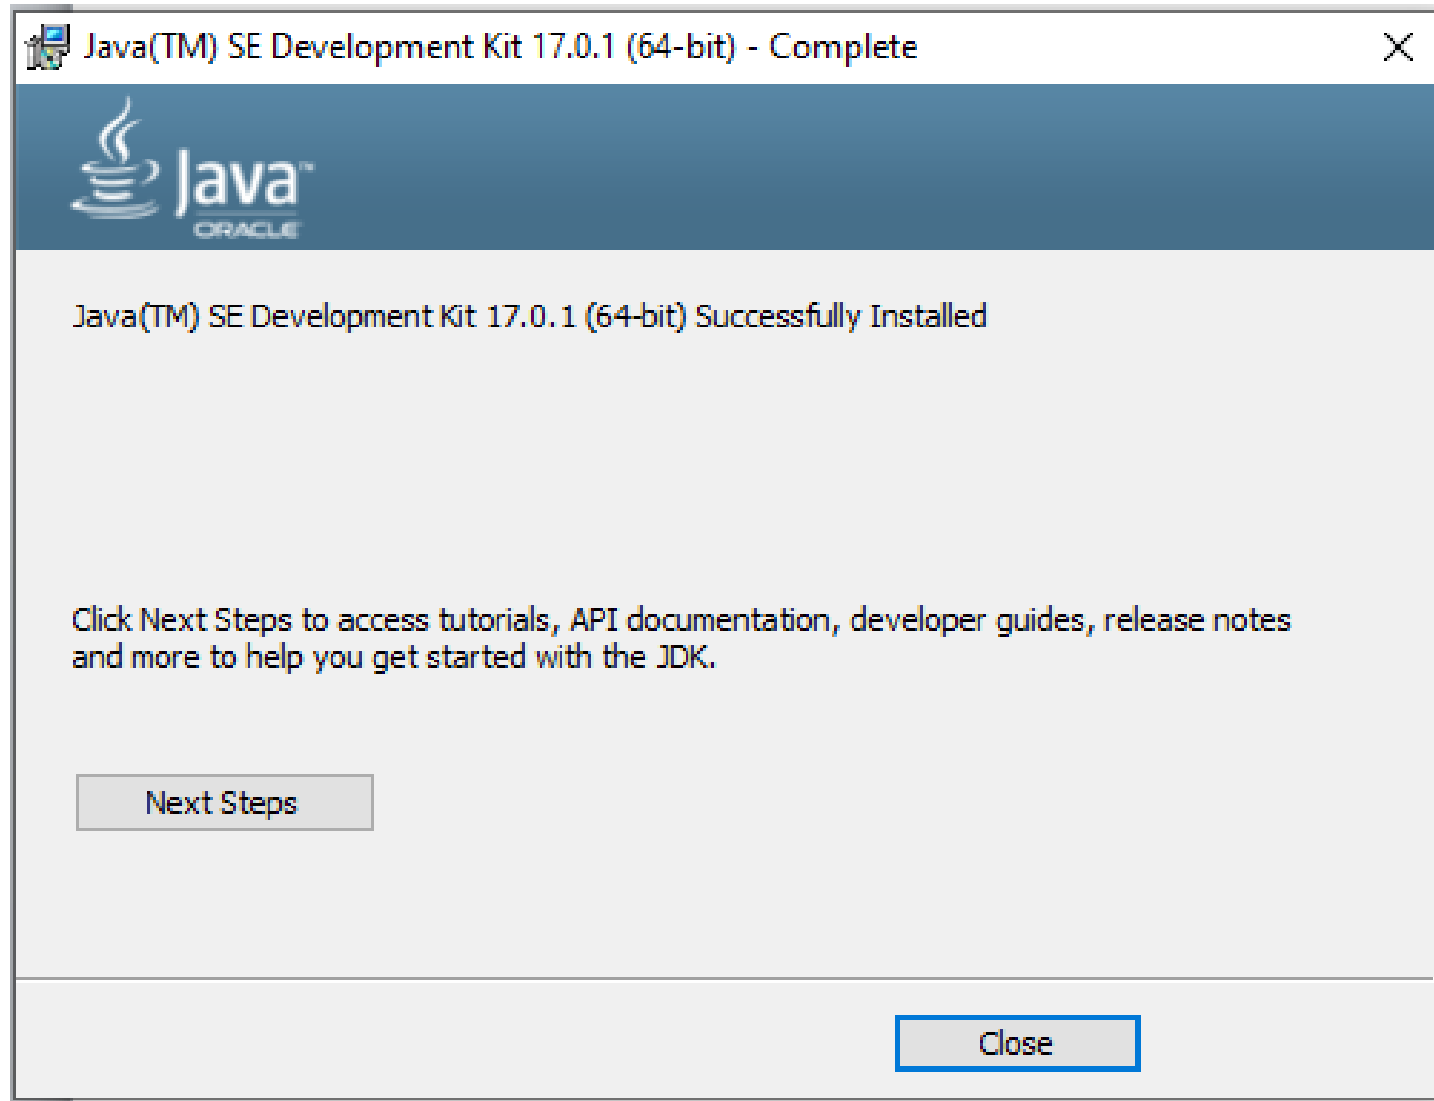 Java(TM) SE Development Kit 17.0.1 (64-bit) - Complete
Java™
ORACLE
Java(TM) SE Development Kit 17.0.1 (64-bit) Successfully Installed
Click Next Steps to access tutorials, API documentation, developer guides, release notes
and more to help you get started with the JDK.
Next Steps
Close